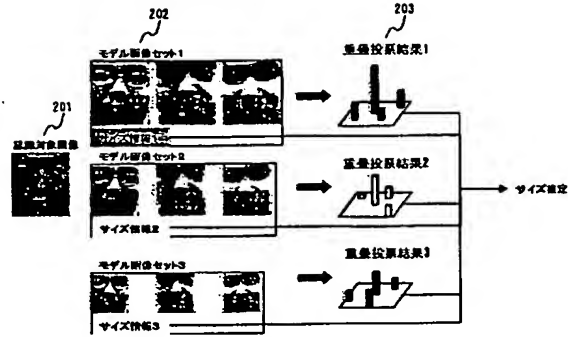 201
認識対象画像
202
モデル画像セット1
サイズ情報1
モデル画像セット2
サイズ情報2
モデル画像セット3
サイズ情報3
203
重畳投票結果1
重畳投票結果2
重畳投票結果3
サイズ推定